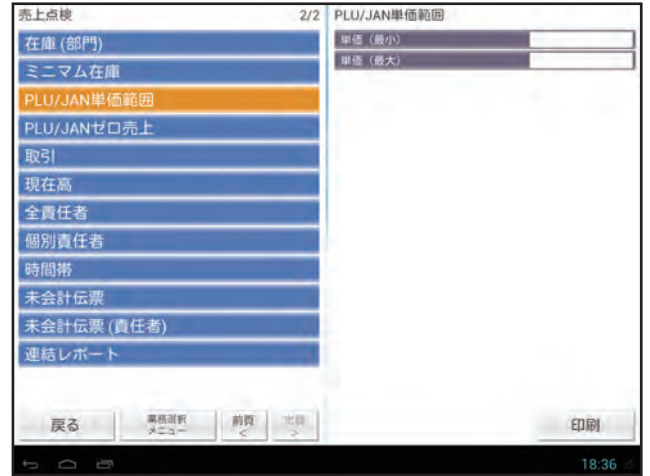 売上点検 2/2
在庫 (部門)
ミニマム在庫
PLU/JAN単価範囲
PLU/JANゼロ売上
取引
現在高
全責任者
個別責任者
時間帯
未会計伝票
未会計伝票 (責任者)
連結レポート
戻る
業務選択
メニュー
前頁
<
次頁
>
PLU/JAN単価範囲
単価（最小）
単価（最大）
印刷
18:36